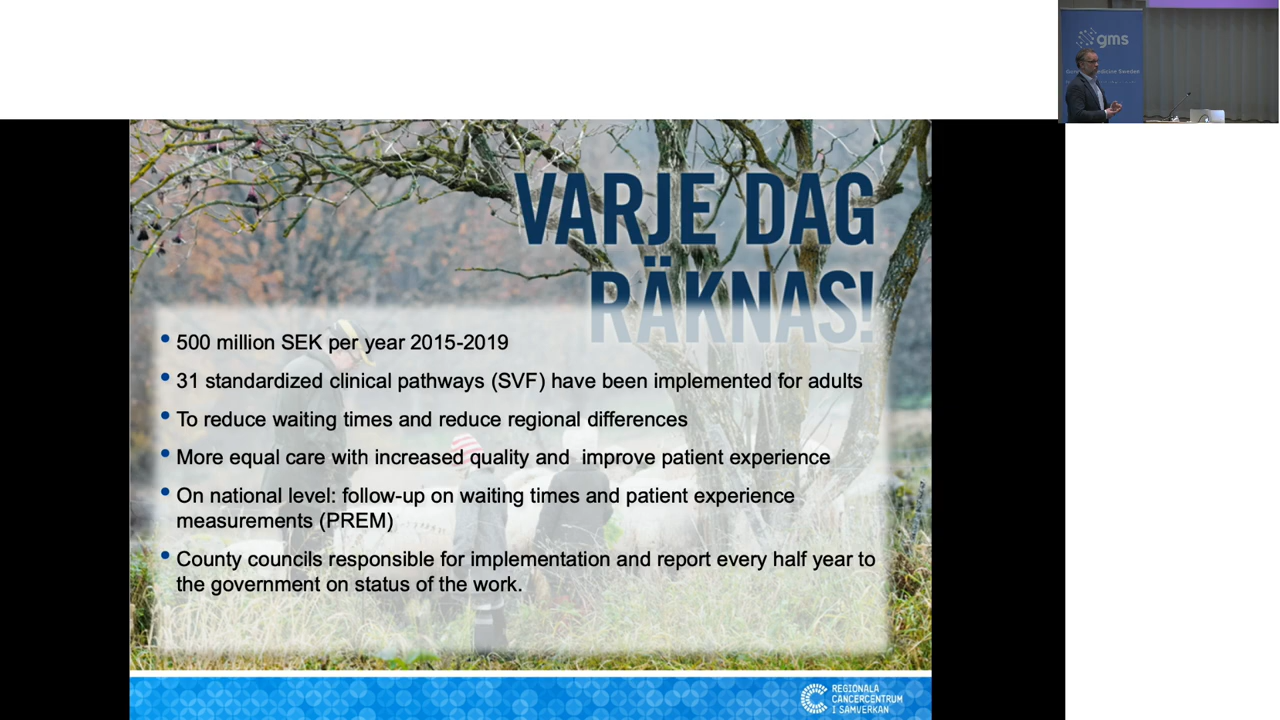 gms
VARJE DAG
RÄKNAS!
500 million SEK per year 2015-2019
31 standardized clinical pathways (SVF) have been implemented for adults
To reduce waiting times and reduce regional differences
More equal care with increased quality and improve patient experience
On national level: follow-up on waiting times and patient experience
measurements (PREM)
County councils responsible for implementation and report every half year to
the government on status of the work.
REGIONALA
CANCERCENTRUM
I SAMVERKAN